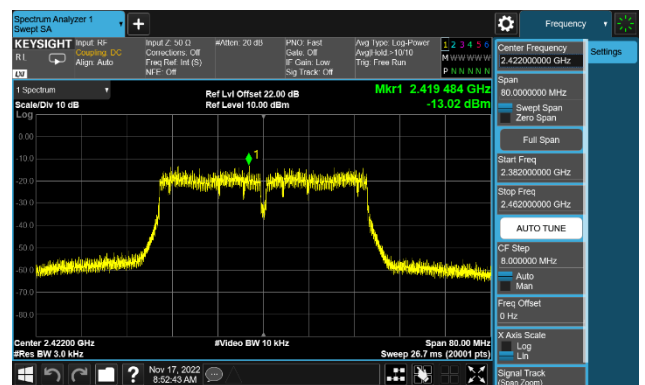 Spectrum Analyzer 1
Swept SA
Frequency
KEYSIGHT
Input: RF
Input Z: 50 Ω
#Atten: 20 dB
PNO: Fast
Avg Type: Log-Power
1 2 3 4 5 6
R L
Coupling: DC
Corrections: Off
Gate: Off
Avg|Hold:>10/10
M W W W W W
Align: Auto
Freq Ref: Int (S)
IF Gain: Low
Trig: Free Run
NFE: Off
Sig Track: Off
P N N N N N
LW
1 Spectrum
Ref Lvl Offset 22.00 dB
Mkr1 2.419 484 GHz
Scale/Div 10 dB
Ref Level 10.00 dBm
-13.02 dBm
Log
0.00
-10.0
1
-20.0
-30.0
-40.0
-50.0
-60.0
-70.0
-80.0
Center 2.42200 GHz
#Video BW 10 kHz
Span 80.00 MHz
#Res BW 3.0 kHz
Sweep 26.7 ms (20001 pts)
Center Frequency
2.422000000 GHz
Settings
Span
80.0000000 MHz
Swept Span
Zero Span
Full Span
Start Freq
2.382000000 GHz
Stop Freq
2.462000000 GHz
AUTO TUNE
CF Step
8.000000 MHz
Auto
Man
Freq Offset
0 Hz
X Axis Scale
Log
Lin
Signal Track
(Span Zoom)
?
Nov 17, 2022
8:52:43 AM